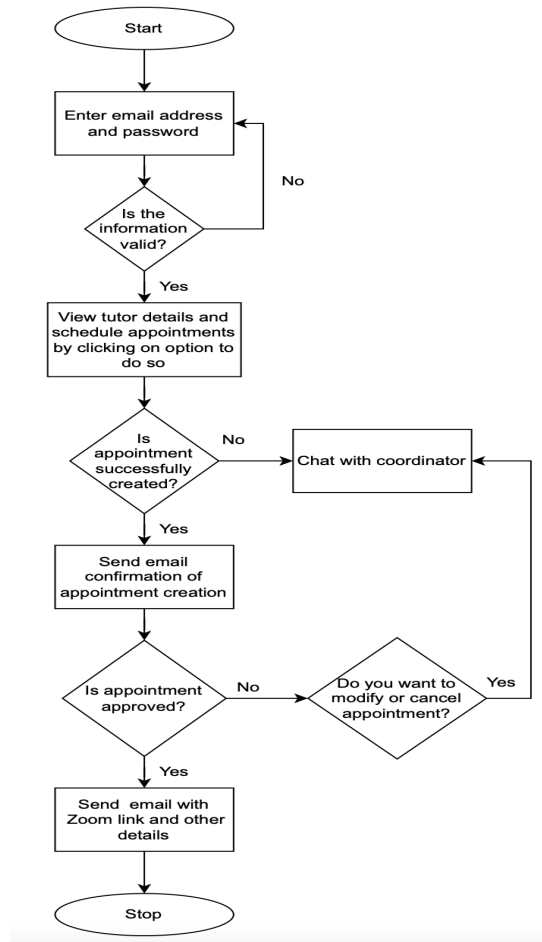 Start
Enter email address
and password
No
Is the
information
valid?
Yes
View tutor details and
schedule appointments
by clicking on option to
do so
Is
appointment
successfully
created?
No
Chat with coordinator
Yes
Send email
confirmation of
appointment creation
Is appointment
approved?
No
Do you want to
modify or cancel
appointment?
Yes
Yes
Send email with
Zoom link and other
details
Stop